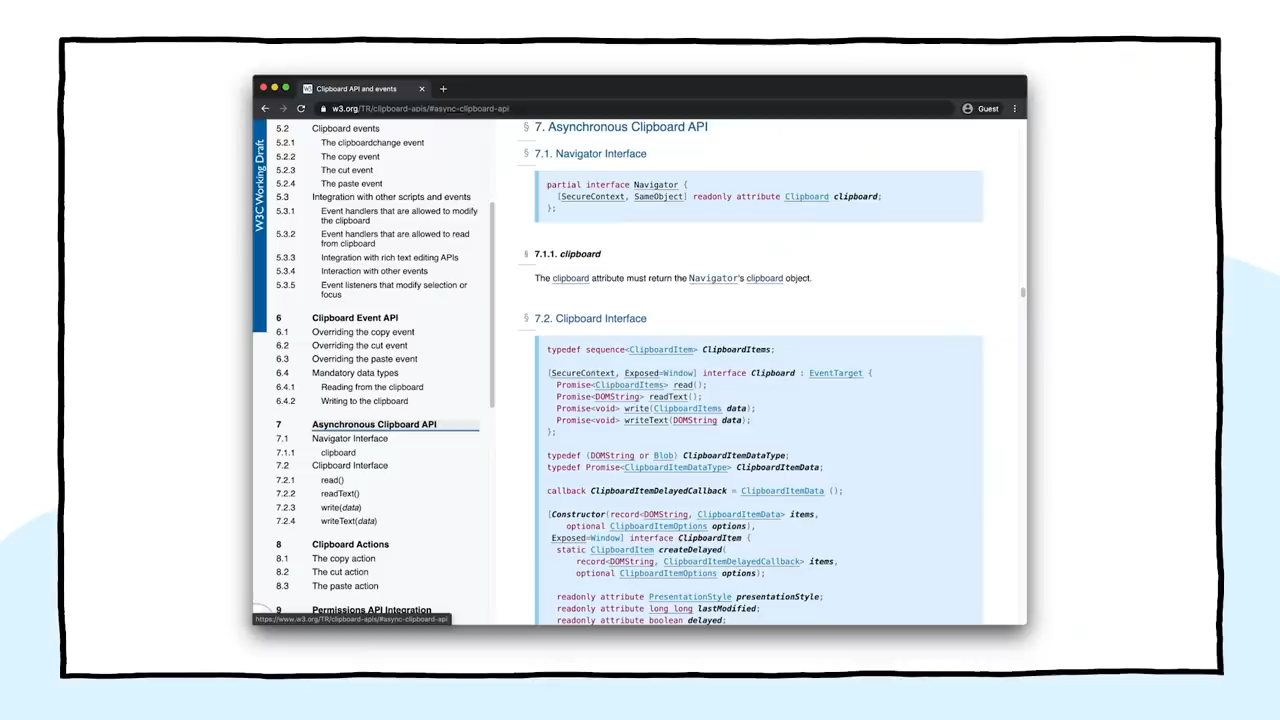 Clipboard API and events
w3.org/TR/clipboard-apis/#async-clipboard-api
Guest
W3C Working Draft
5.2 Clipboard events
5.2.1 The clipboardchange event
5.2.2 The copy event
5.2.3 The cut event
5.2.4 The paste event
5.3 Integration with other scripts and events
5.3.1 Event handlers that are allowed to modify
the clipboard
5.3.2 Event handlers that are allowed to read
from clipboard
5.3.3 Integration with rich text editing APIs
5.3.4 Interaction with other events
5.3.5 Event listeners that modify selection or
focus
6 Clipboard Event API
6.1 Overriding the copy event
6.2 Overriding the cut event
6.3 Overriding the paste event
6.4 Mandatory data types
6.4.1 Reading from the clipboard
6.4.2 Writing to the clipboard
7 Asynchronous Clipboard API
7.1 Navigator Interface
7.1.1 clipboard
7.2 Clipboard Interface
7.2.1 read()
7.2.2 readText()
7.2.3 write(data)
7.2.4 writeText(data)
8 Clipboard Actions
8.1 The copy action
8.2 The cut action
8.3 The paste action
9 Permissions API Integration
https://www.w3.org/TR/clipboard-apis/#async-clipboard-api
§ 7. Asynchronous Clipboard API
§ 7.1. Navigator Interface
partial interface Navigator {
[SecureContext, SameObject] readonly attribute Clipboard clipboard;
};
§ 7.1.1. clipboard
The clipboard attribute must return the Navigator's clipboard object.
§ 7.2. Clipboard Interface
typedef sequence<ClipboardItem> ClipboardItems;
[SecureContext, Exposed=Window] interface Clipboard : EventTarget {
Promise<ClipboardItems> read();
Promise<DOMString> readText();
Promise<void> write(ClipboardItems data);
Promise<void> writeText(DOMString data);
};
typedef (DOMString or Blob) ClipboardItemDataType;
typedef Promise<ClipboardItemDataType> ClipboardItemData;
callback ClipboardItemDelayedCallback = ClipboardItemData ();
[Constructor(record<DOMString, ClipboardItemData> items,
optional ClipboardItemOptions options),
Exposed=Window] interface ClipboardItem {
static ClipboardItem createDelayed(
record<DOMString, ClipboardItemDelayedCallback> items,
optional ClipboardItemOptions options);
readonly attribute PresentationStyle presentationStyle;
readonly attribute long long lastModified;
readonly attribute boolean delayed;